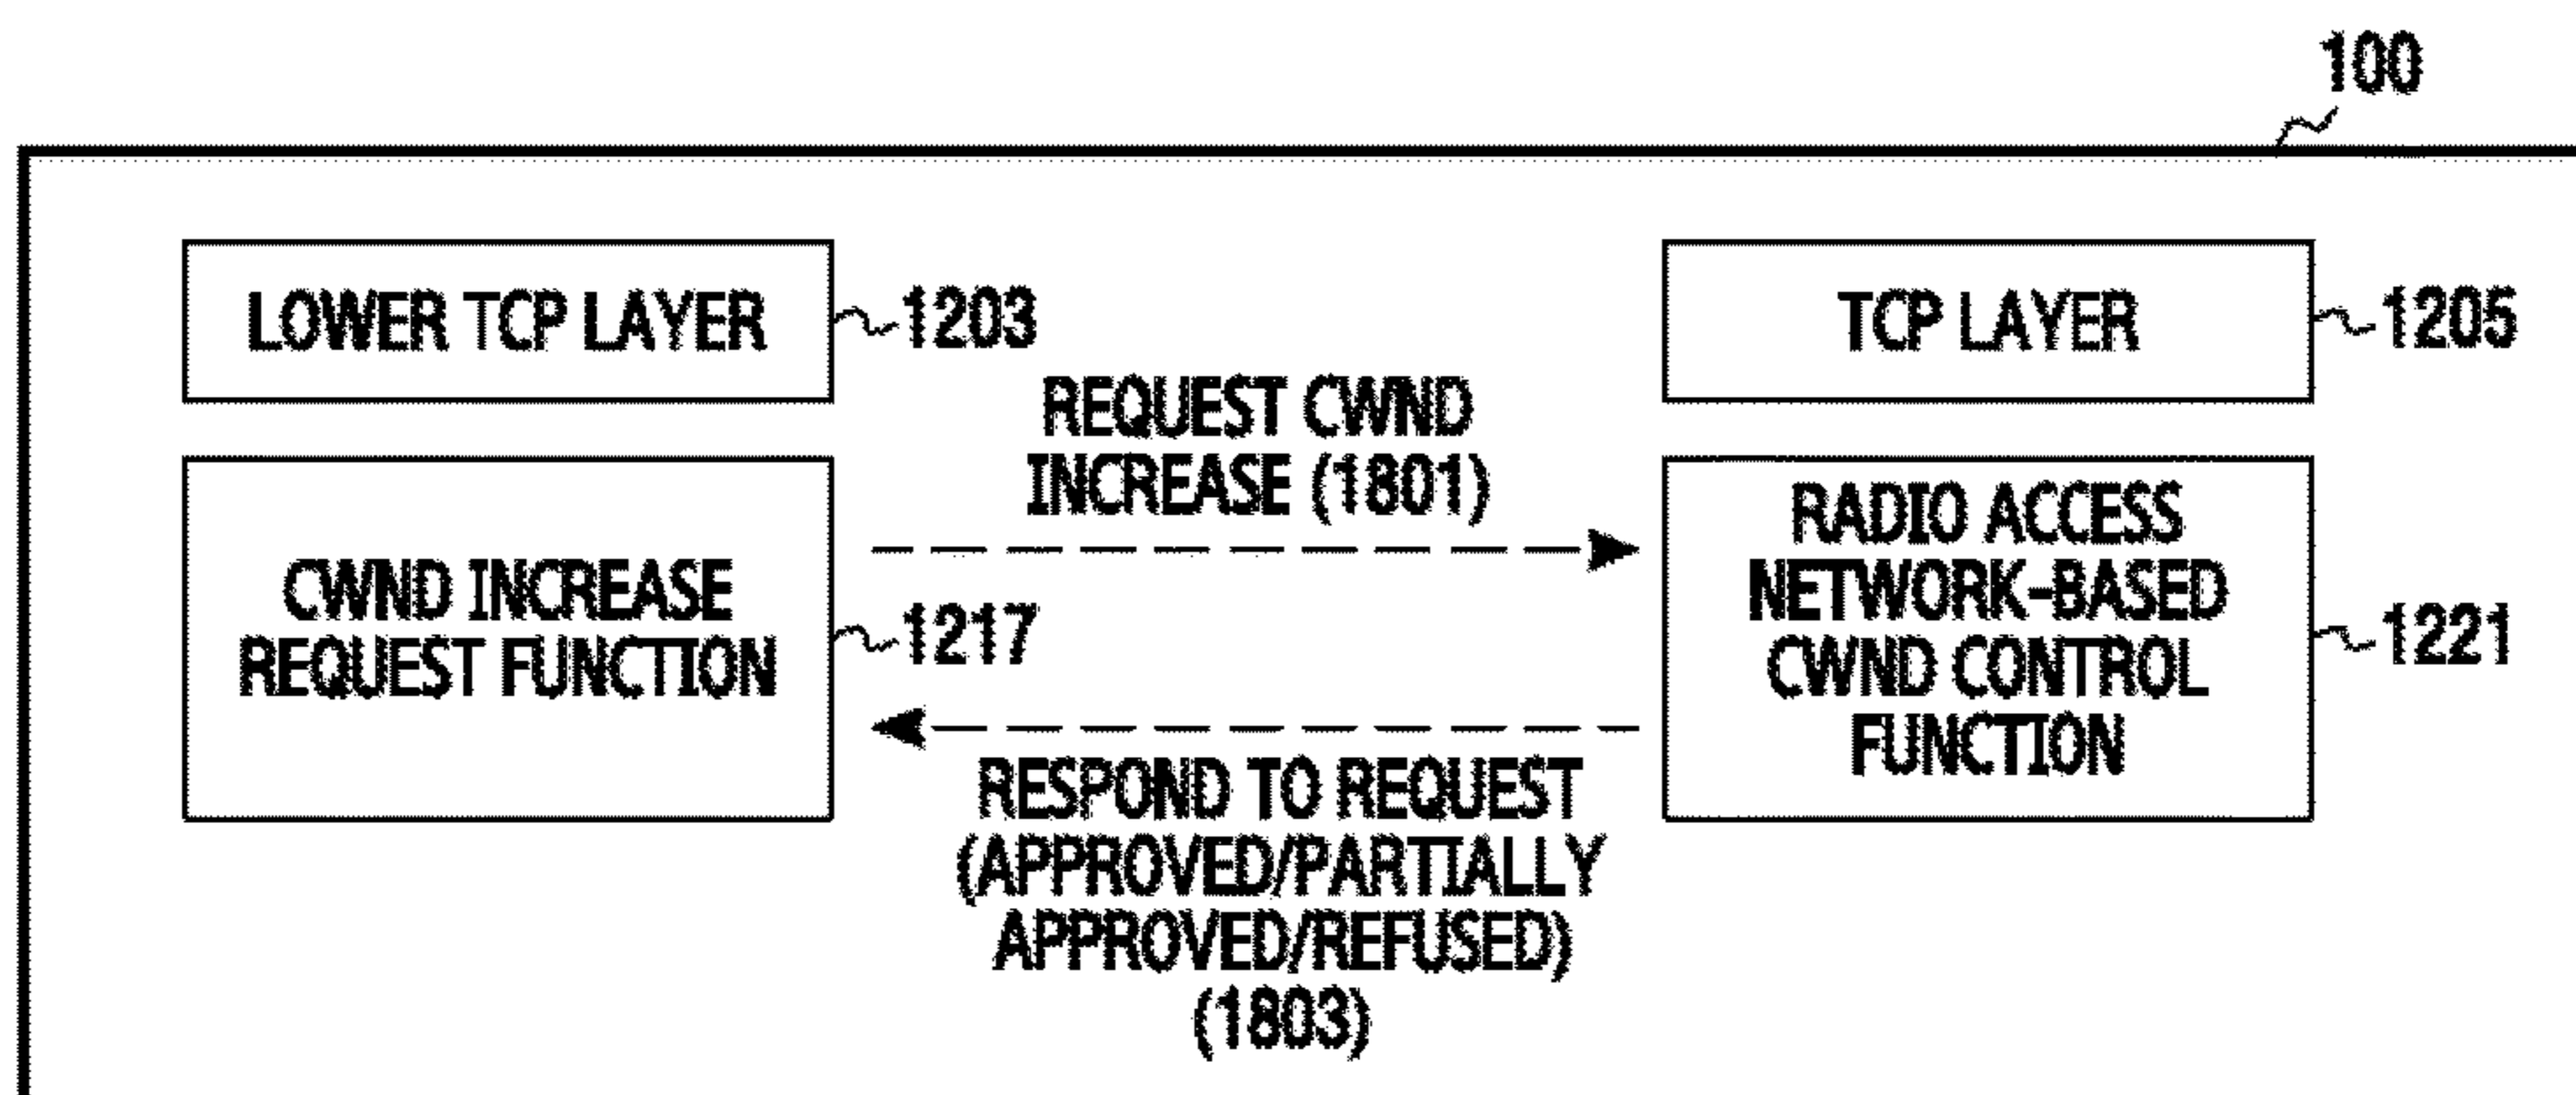 100
LOWER TCP LAYER
1203
TCP LAYER
1205
REQUEST CWND
INCREASE (1801)
CWND INCREASE
REQUEST FUNCTION
1217
RADIO ACCESS
NETWORK-BASED
CWND CONTROL
FUNCTION
1221
RESPOND TO REQUEST
(APPROVED/PARTIALLY
APPROVED/REFUSED)
(1803)